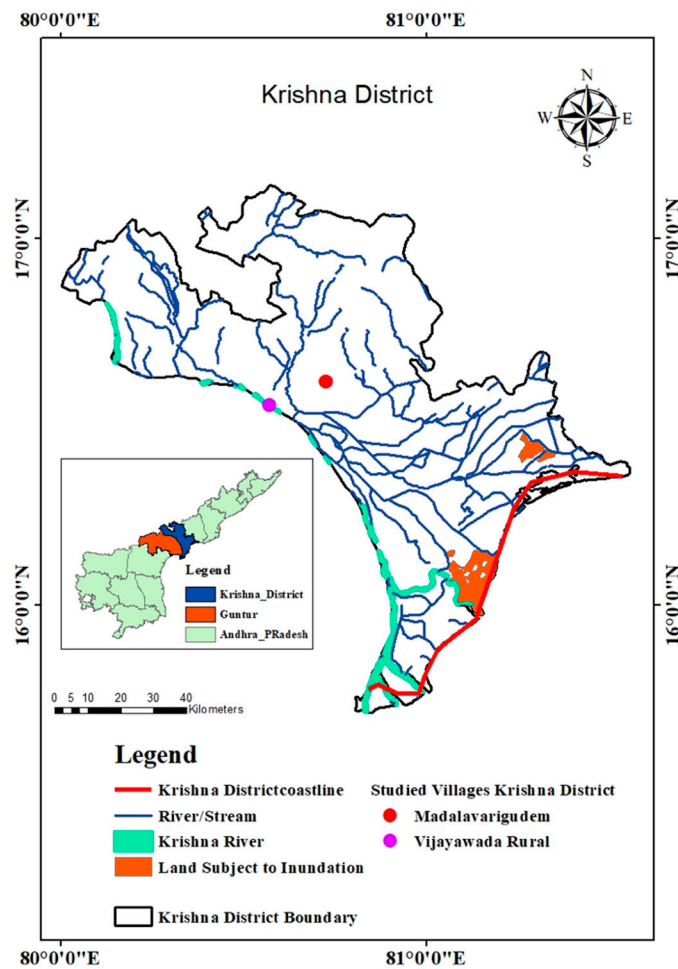 80°0'0"E 81°0'0"E
Krishna District
N
W E
S
17°0'0"N 17°0'0"N
16°0'0"N 16°0'0"N
Legend
Krishna_District
Guntur
Andhra_PRadesh
0 5 10 20 30 40
Kilometers
Legend
Krishna Districtcoastline
River/Stream
Krishna River
Land Subject to Inundation
Krishna District Boundary
Studied Villages Krishna District
Madalavarigudem
Vijayawada Rural
80°0'0"E 81°0'0"E